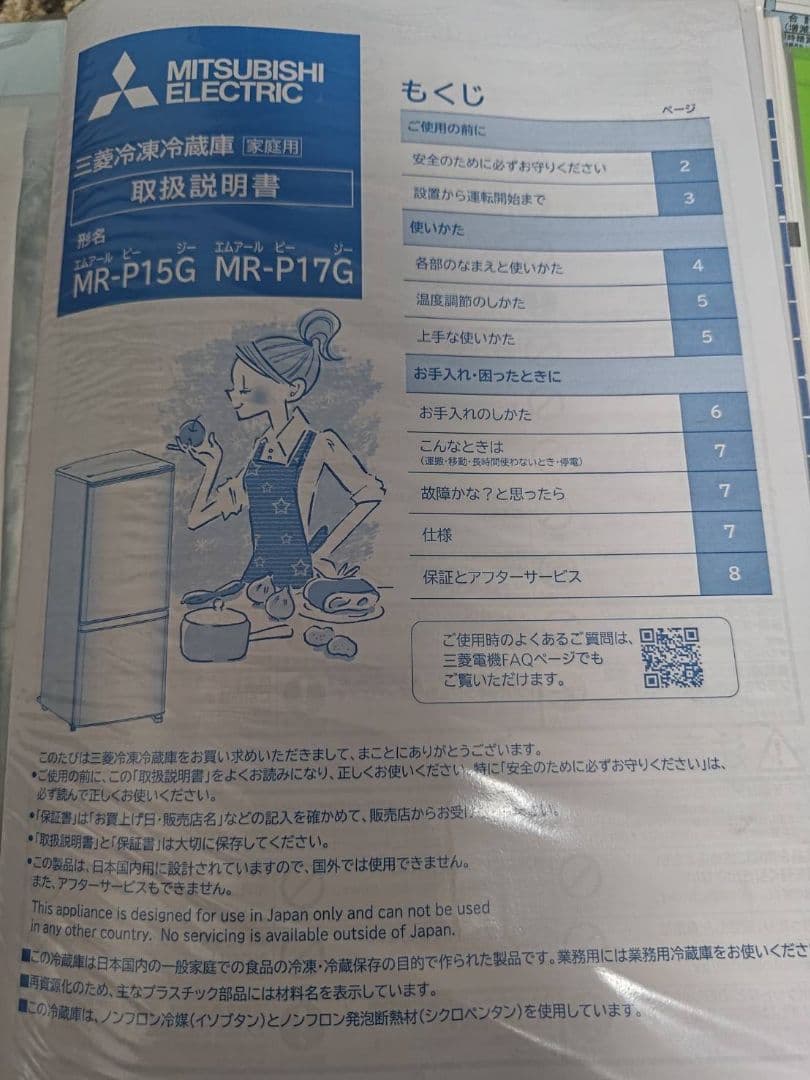 MITSUBISHI
ELECTRIC
三菱冷凍冷蔵庫 家庭用
取扱説明書
形名
エムアール ピー ジー エムアール ピー ジー
MR-P15G MR-P17G
もくじ
ページ
ご使用の前に
安全のために必ずお守りください 2
設置から運転開始まで 3
使いかた
各部のなまえと使いかた 4
温度調節のしかた 5
上手な使いかた 5
お手入れ・困ったときに
お手入れのしかた 6
こんなときは 7
(運搬・移動・長時間使わないとき・停電)
故障かな?と思ったら 7
仕様 7
保証とアフターサービス 8
ご使用時のよくあるご質問は、
三菱電機FAQページでも
ご覧いただけます。
このたびは三菱冷凍冷蔵庫をお買い求めいただきまして、まことにありがとうございます。
●ご使用の前に、この「取扱説明書」をよくお読みになり、正しくお使いください。特に「安全のために必ずお守りください」は、
必ず読んで正しくお使いください。
●「保証書」は「お買上げ日・販売店名」などの記入を確かめて、販売店からお受け
●「取扱説明書」と「保証書」は大切に保存してください。
●この製品は、日本国内用に設計されていますので、国外では使用できません。
また、アフターサービスもできません。
This appliance is designed for use in Japan only and can not be used
in any other country. No servicing is available outside of Japan.
■この冷蔵庫は日本国内の一般家庭での食品の冷凍・冷蔵保存の目的で作られた製品です。業務用には業務用冷蔵庫をお使いくださ
■再資源化のため、主なプラスチック部品には材料名を表示しています。
■この冷蔵庫は、ノンフロン冷媒(イソブタン)とノンフロン発泡断熱材(シクロペンタン)を使用しています。